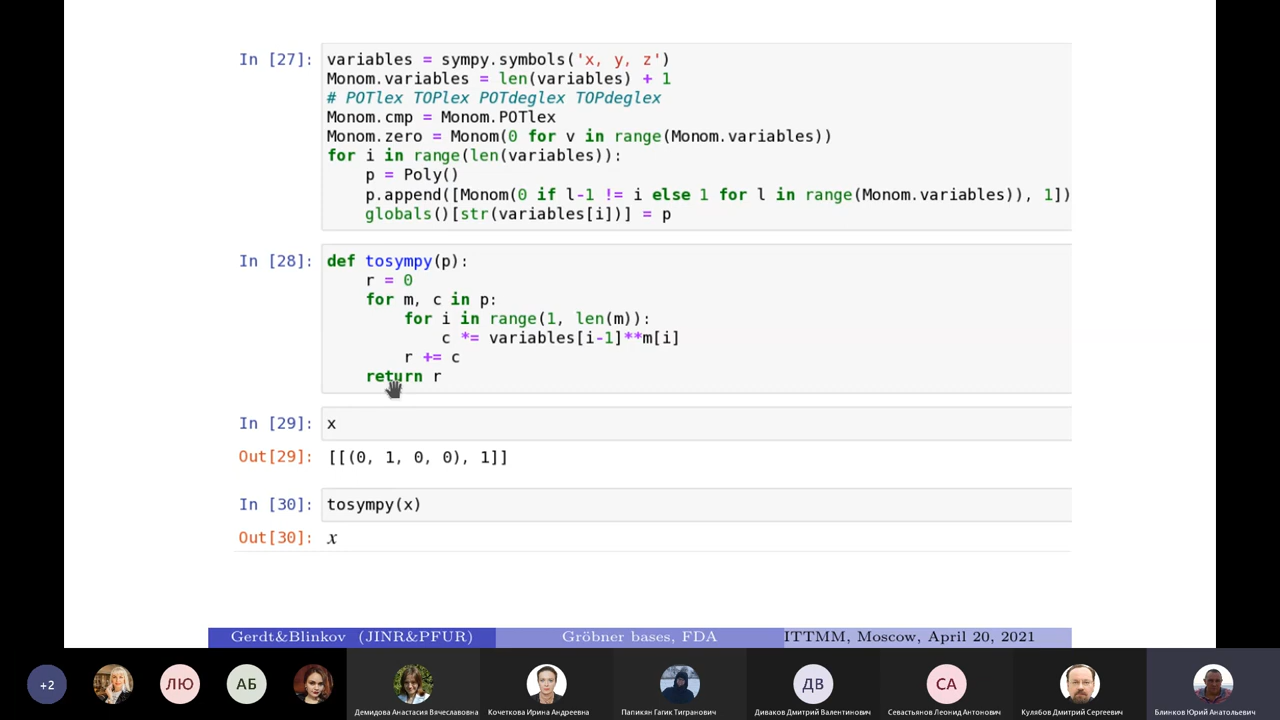 In [27]: variables = sympy.symbols('x, y, z')
Monom.variables = len(variables) + 1
# POTlex TOPlex POTdeglex TOPdeglex
Monom.cmp = Monom.POTlex
Monom.zero = Monom(0 for v in range(Monom.variables))
for i in range(len(variables)):
    p = Poly()
    p.append([Monom(0 if l-1 != i else 1 for l in range(Monom.variables)), 1])
    globals()[str(variables[i])] = p
In [28]: def tosympy(p):
    r = 0
    for m, c in p:
        for i in range(1, len(m)):
            c *= variables[i-1]**m[i]
        r += c
    return r
In [29]: x
Out[29]: [[(0, 1, 0, 0), 1]]
In [30]: tosympy(x)
Out[30]: x
Gerdt&Blinkov (JINR&PFUR) Gröbner bases, FDA ITTMM, Moscow, April 20, 2021
+2 ЛЮ АБ ДВ СА
Демидова Анастасия Вячеславовна Кочеткова Ирина Андреевна Папикян Гагик Тигранович Диваков Дмитрий Валентинович Севастьянов Леонид Антонович Кулябов Дмитрий Сергеевич Блинков Юрий Анатольевич